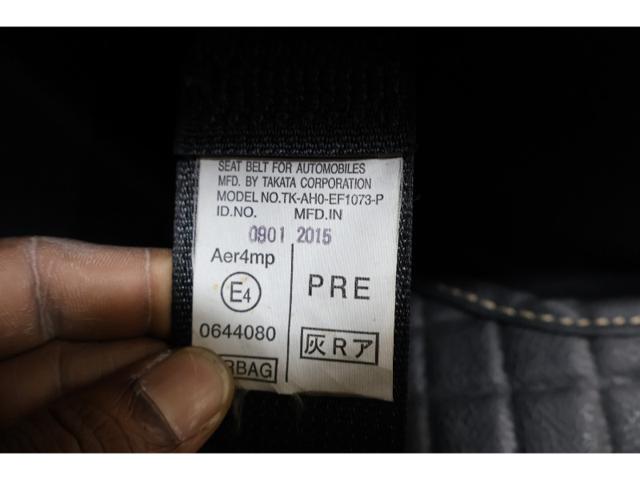 SEAT BELT FOR AUTOMOBILES
MFD. BY TAKATA CORPORATION
MODEL NO.TK-AH0-EF1073-P
ID.NO. MFD.IN
0901 2015
Aer4mp
E4
PRE
0644080
灰Rア
RBAG